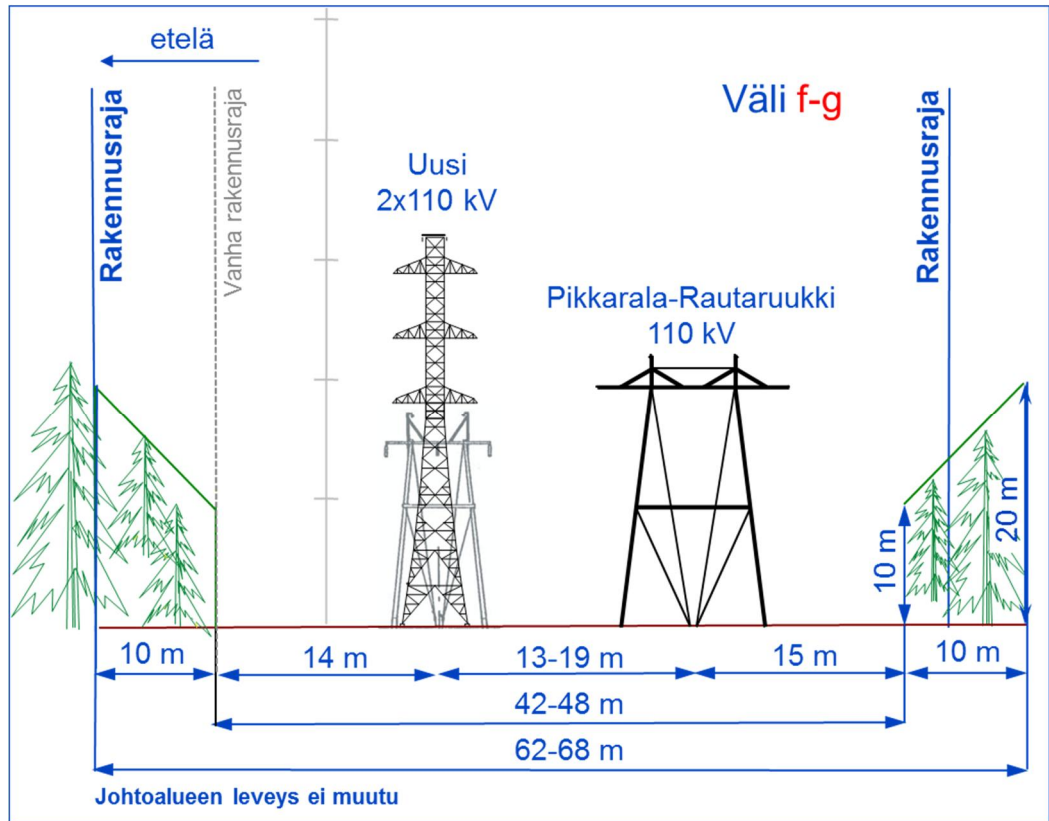 etelä
Väli f-g
Rakennusraja
Vanha rakennusraja
Rakennusraja
Uusi
2x110 kV
Pikkarala-Rautaruukki
110 kV
10 m
20 m
10 m
14 m
13-19 m
15 m
10 m
42-48 m
62-68 m
Johtoalueen leveys ei muutu